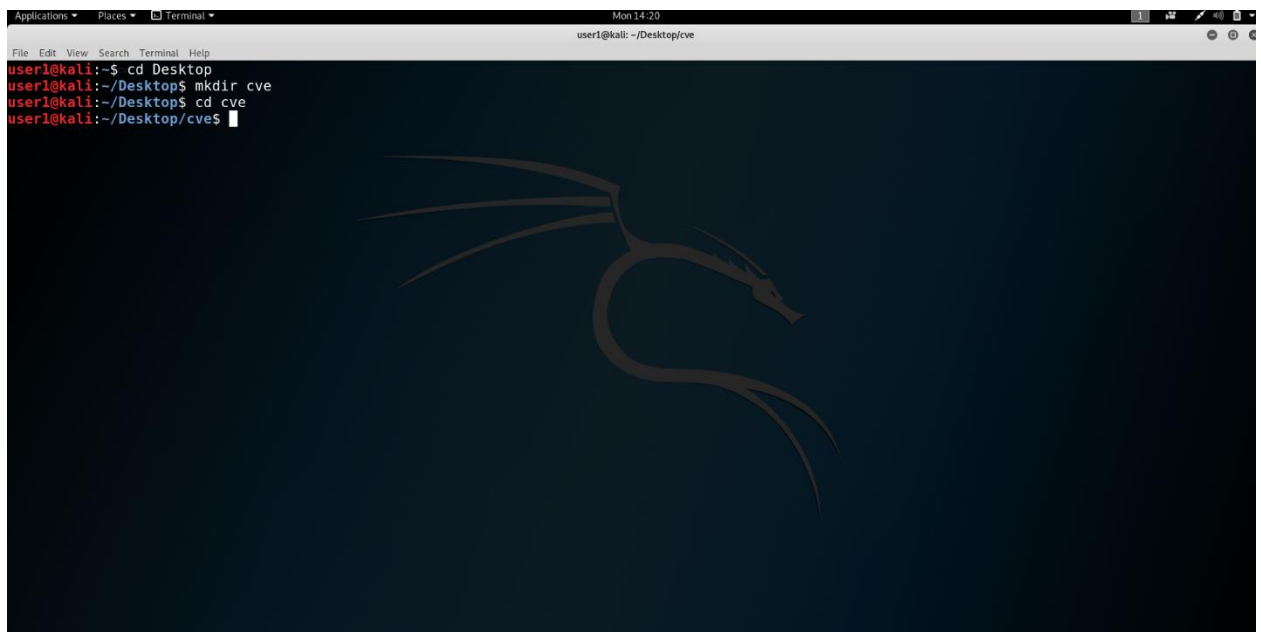 Applications Places Terminal Mon 14:20 1
user1@kali: ~/Desktop/cve
File Edit View Search Terminal Help
user1@kali:~$ cd Desktop
user1@kali:~/Desktop$ mkdir cve
user1@kali:~/Desktop$ cd cve
user1@kali:~/Desktop/cve$